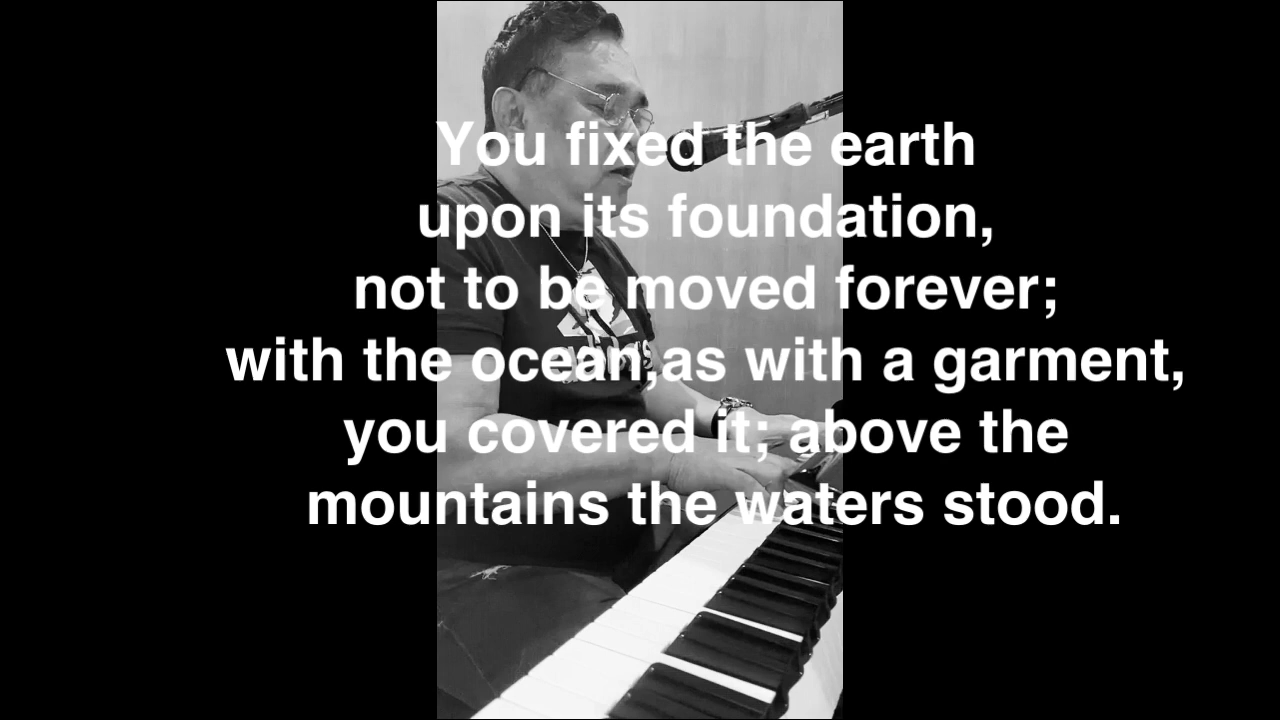 You fixed the earth
upon its foundation,
not to be moved forever;
with the ocean,as with a garment,
you covered it; above the
mountains the waters stood.